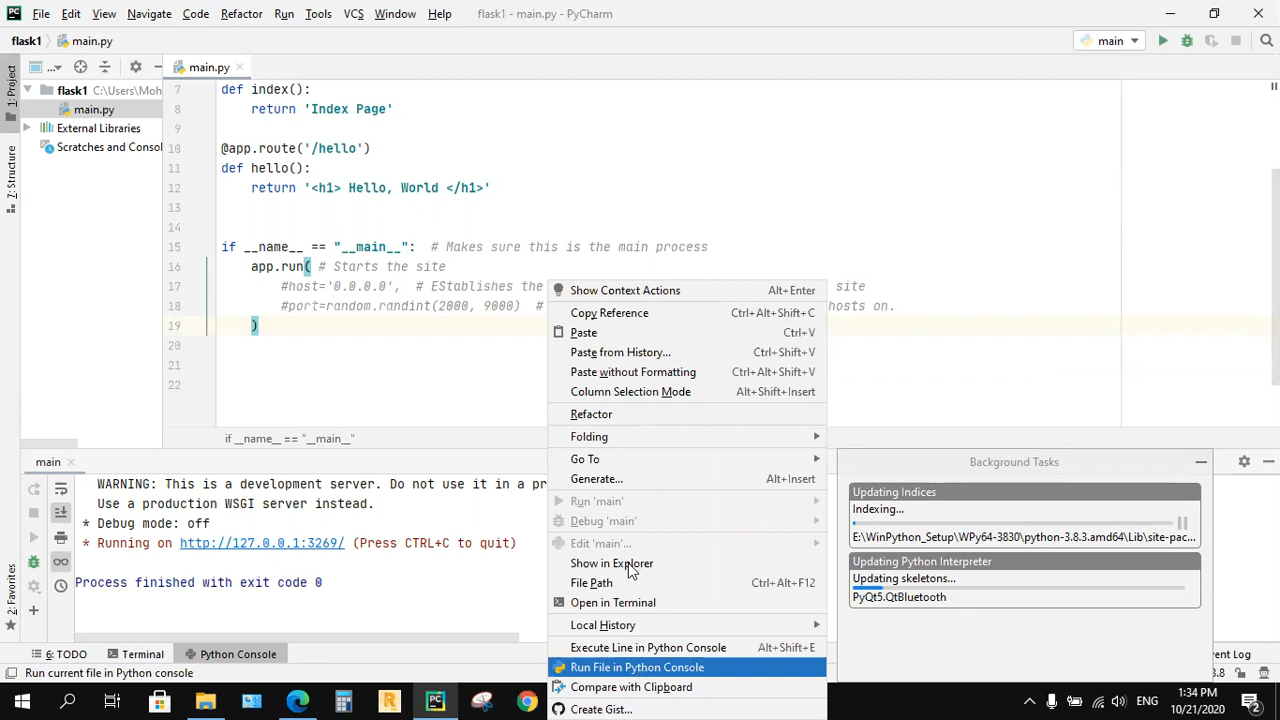 File Edit View Navigate Code Refactor Run Tools VCS Window Help flask1 - main.py - PyCharm
flask1 main.py main
1: Project
... main.py
flask1 C:\Users\Moh
main.py
External Libraries
Scratches and Consol
7: Structure
2: Favorites
7 def index():
8 return 'Index Page'
9
10 @app.route('/hello')
11 def hello():
12 return '<h1> Hello, World </h1>'
13
14
15 if __name__ == "__main__": # Makes sure this is the main process
16 app.run( # Starts the site
17 #host='0.0.0.0', # EStablishes the site
18 #port=random.randint(2000, 9000) # hosts on.
19 )
20
21
22
if __name__ == "__main__"
Show Context Actions Alt+Enter
Copy Reference Ctrl+Alt+Shift+C
Paste Ctrl+V
Paste from History... Ctrl+Shift+V
Paste without Formatting Ctrl+Alt+Shift+V
Column Selection Mode Alt+Shift+Insert
Refactor
Folding
Go To
Generate... Alt+Insert
Run 'main'
Debug 'main'
Edit 'main'...
Show in Explorer
File Path Ctrl+Alt+F12
Open in Terminal
Local History
Execute Line in Python Console Alt+Shift+E
Run File in Python Console
Compare with Clipboard
Create Gist...
main
WARNING: This is a development server. Do not use it in a pr
Use a production WSGI server instead.
* Debug mode: off
* Running on http://127.0.0.1:3269/ (Press CTRL+C to quit)
Process finished with exit code 0
Background Tasks
Updating Indices
Indexing...
E:\WinPython_Setup\WPy64-3830\python-3.8.3.amd64\Lib\site-pac...
Updating Python Interpreter
Updating skeletons...
PyQt5.QtBluetooth
6: TODO Terminal Python Console
Run current file in Python console
ent Log
3.8
ENG
1:34 PM
10/21/2020
2